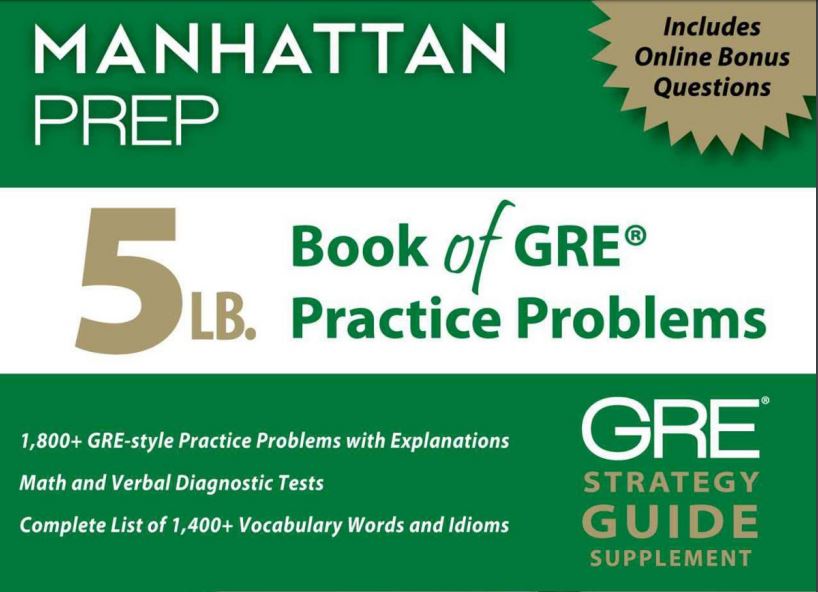 MANHATTAN
PREP
Includes
Online Bonus
Questions
5 LB.
Book of GRE®
Practice Problems
1,800+ GRE-style Practice Problems with Explanations
Math and Verbal Diagnostic Tests
Complete List of 1,400+ Vocabulary Words and Idioms
GRE®
STRATEGY
GUIDE
SUPPLEMENT